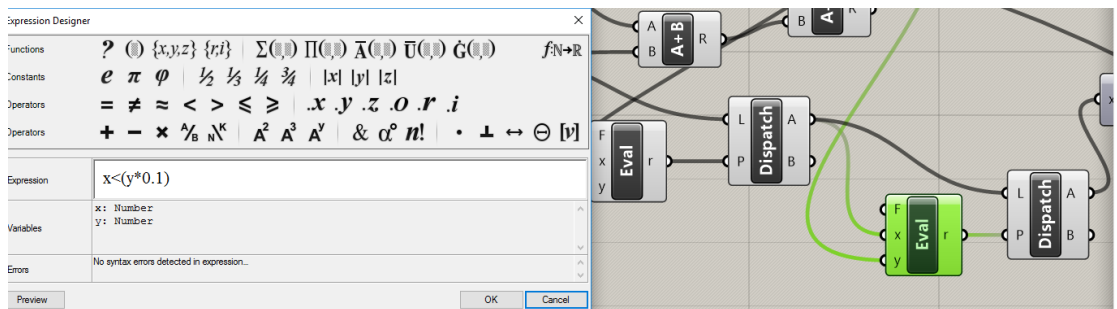 Expression Designer
Functions ? (▯) {x,y,z} {r;i} Σ(▯,▯) Π(▯,▯) A̅(▯,▯) U̅(▯,▯) Ġ(▯,▯) f:ℕ→ℝ
Constants e π φ ½ ⅓ ¼ ¾ |x| |y| |z|
Operators = ≠ ≈ < > ⩽ ⩾ .x .y .z .o .r .i
Operators + − × A/B N\K A² A³ Aʸ & α° n! · ⊥ ↔ Θ [v]
Expression x<(y*0.1)
Variables x: Number
y: Number
Errors No syntax errors detected in expression...
Preview OK Cancel
A
B
A+B
R
B
A+
R
F
x
y
Eval
r
L
P
Dispatch
A
B
F
x
y
Eval
r
L
P
Dispatch
A
B
x